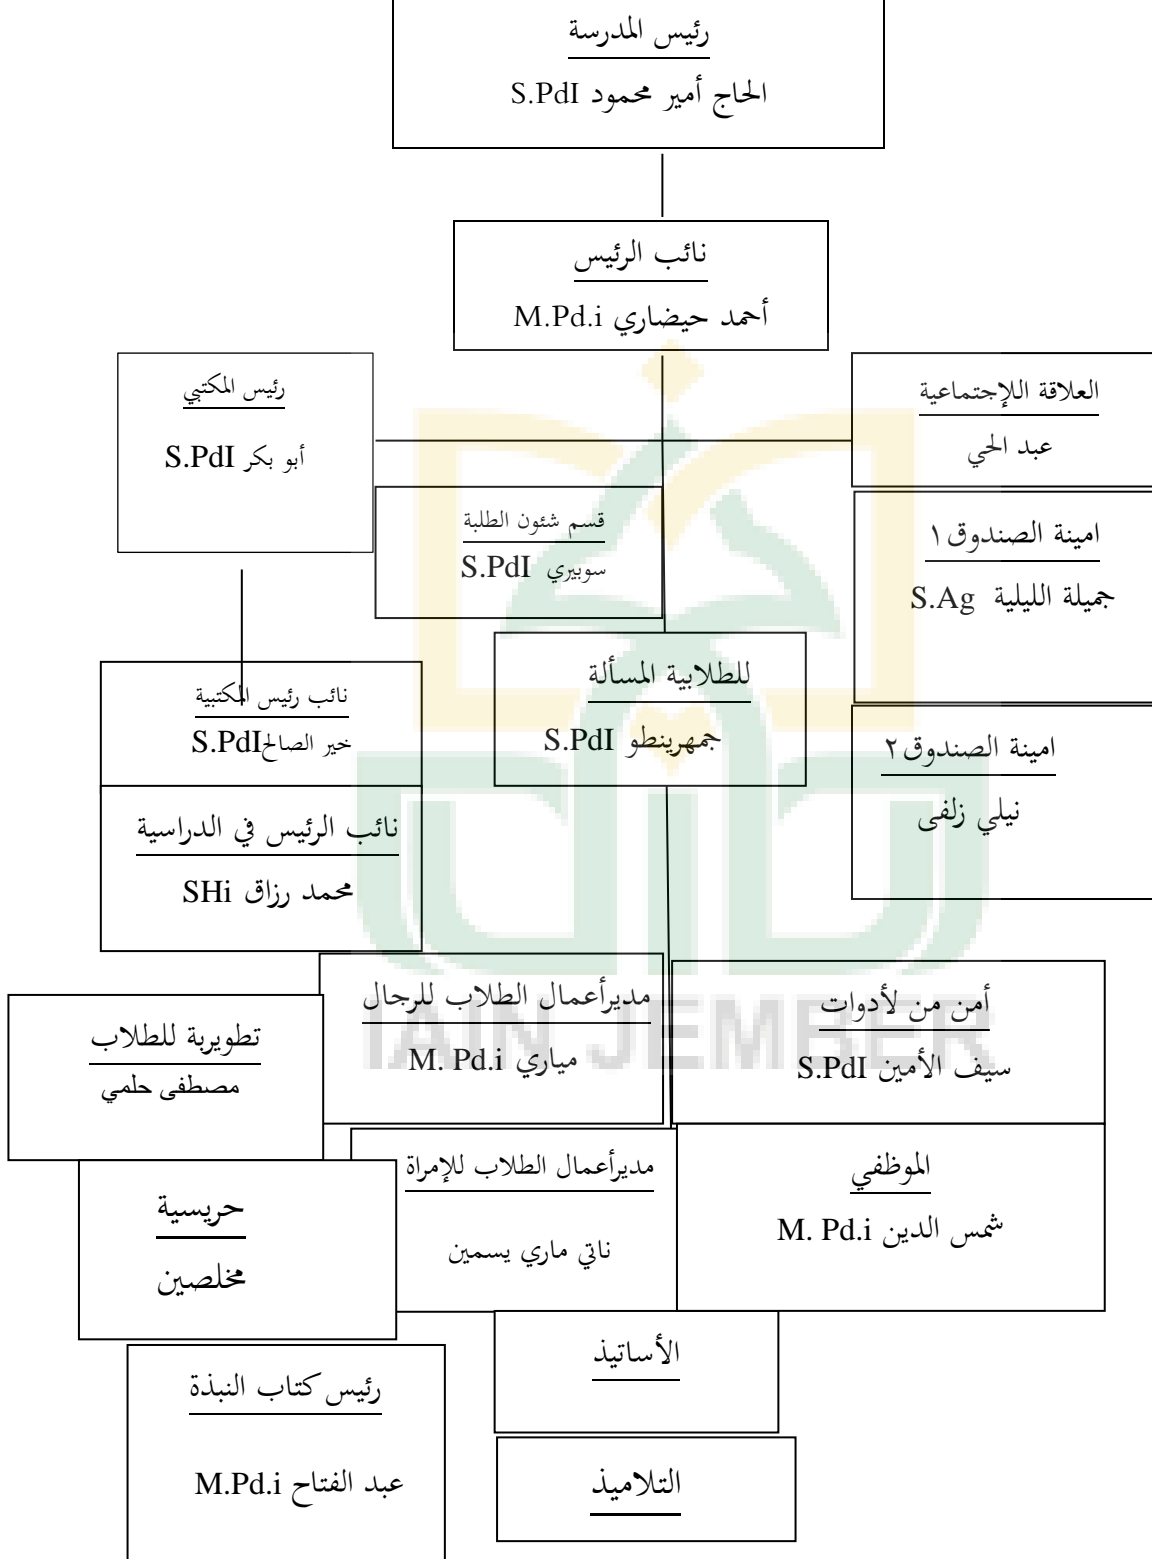 رئيس المدرسة
الحاج أمير محمود S.PdI
نائب الرئيس
أحمد حيضاري M.Pd.i
العلاقة اللإجتماعية
عبد الحي
رئيس المكتبي
أبو بكر S.PdI
قسم شئون الطلبة
سوبيري S.PdI
امينة الصندوق ١
جميلة الليلية S.Ag
للطلابية المسألة
جمهرينطو S.PdI
نائب رئيس المكتبية
خير الصالح S.PdI
امينة الصندوق ٢
نيلي زلفى
نائب الرئيس في الدراسية
محمد رزاق SHi
أمن من لأدوات
سيف الأمين S.PdI
مديرأعمال الطلاب للرجال
مياري M. Pd.i
تطويربة للطلاب
مصطفى حلمي
IAIN JEMBER
الموظفي
شمس الدين M. Pd.i
مديرأعمال الطلاب للإمراة
ناتي ماري يسمين
حريسية
مخلصين
الأساتيذ
رئيس كتاب النبذة
عبد الفتاح M.Pd.i
التلاميذ